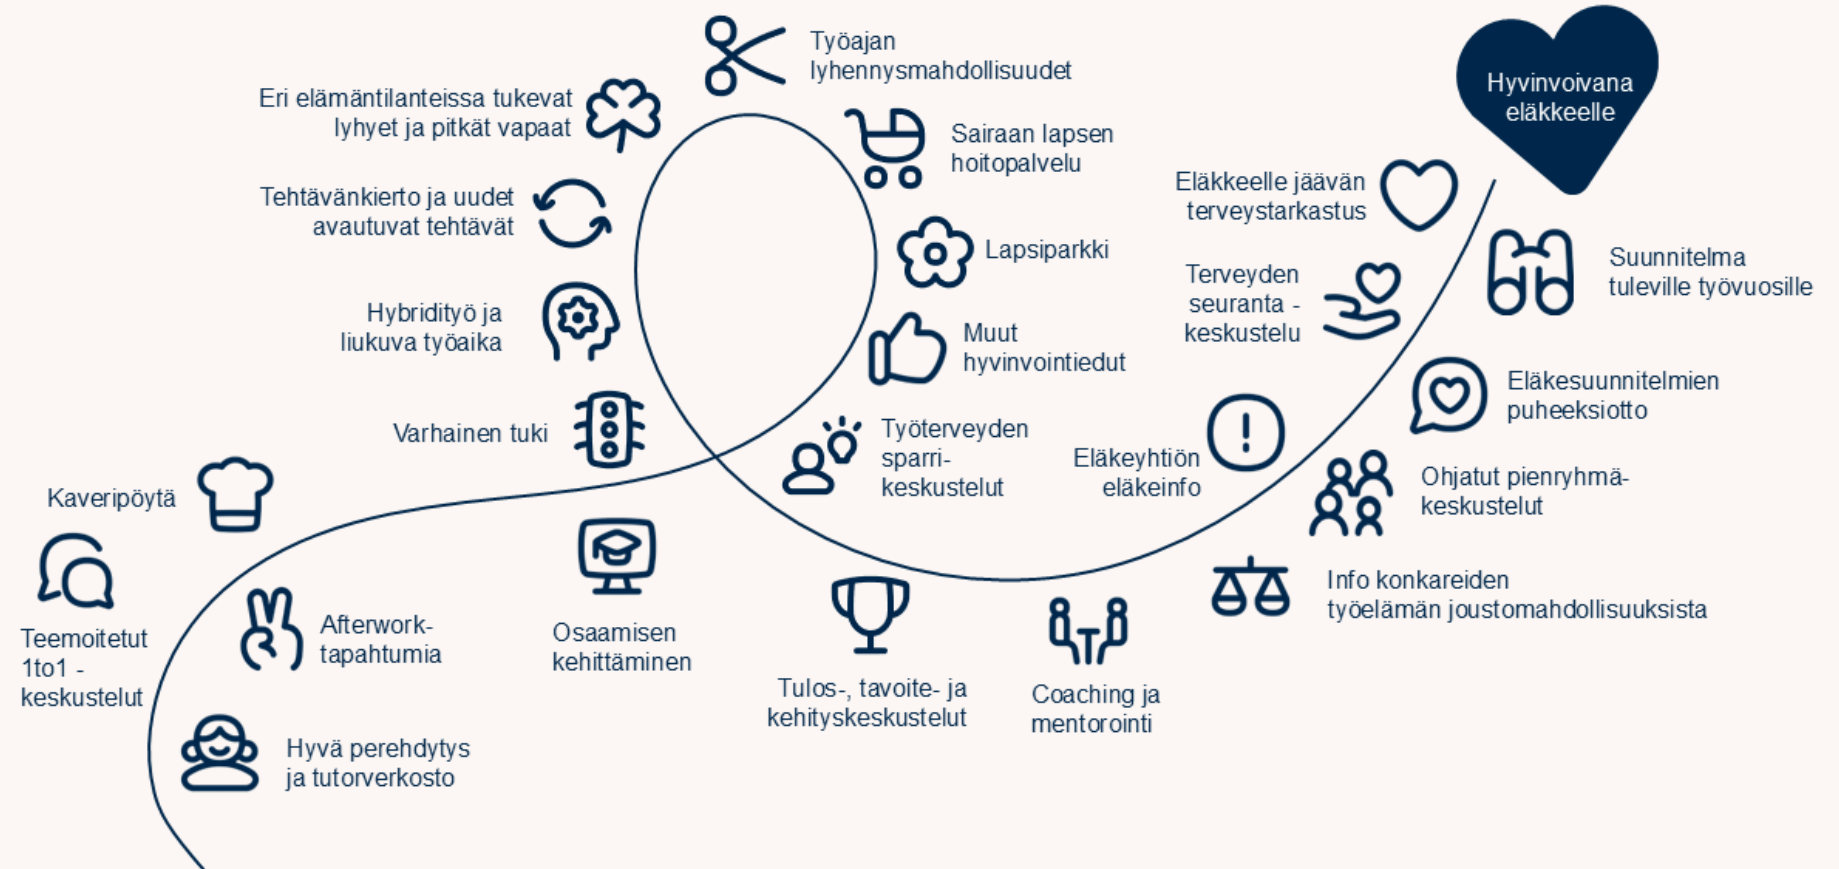 Työajan
lyhennysmahdollisuudet
Eri elämäntilanteissa tukevat
lyhyet ja pitkät vapaat
Sairaan lapsen
hoitopalvelu
Tehtävänkierto ja uudet
avautuvat tehtävät
Lapsiparkki
Hybridityö ja
liukuva työaika
Muut
hyvinvointiedut
Varhainen tuki
Työterveyden
sparri-
keskustelut
Kaveripöytä
Teemoitetut
1to1 -
keskustelut
Afterwork-
tapahtumia
Hyvä perehdytys
ja tutorverkosto
Osaamisen
kehittäminen
Tulos-, tavoite- ja
kehityskeskustelut
Coaching ja
mentorointi
Hyvinvoivana
eläkkeelle
Eläkkeelle jäävän
terveystarkastus
Suunnitelma
tuleville työvuosille
Terveyden
seuranta -
keskustelu
Eläkesuunnitelmien
puheeksiotto
Eläkeyhtiön
eläkeinfo
Ohjatut pienryhmä-
keskustelut
Info konkareiden
työelämän joustomahdollisuuksista